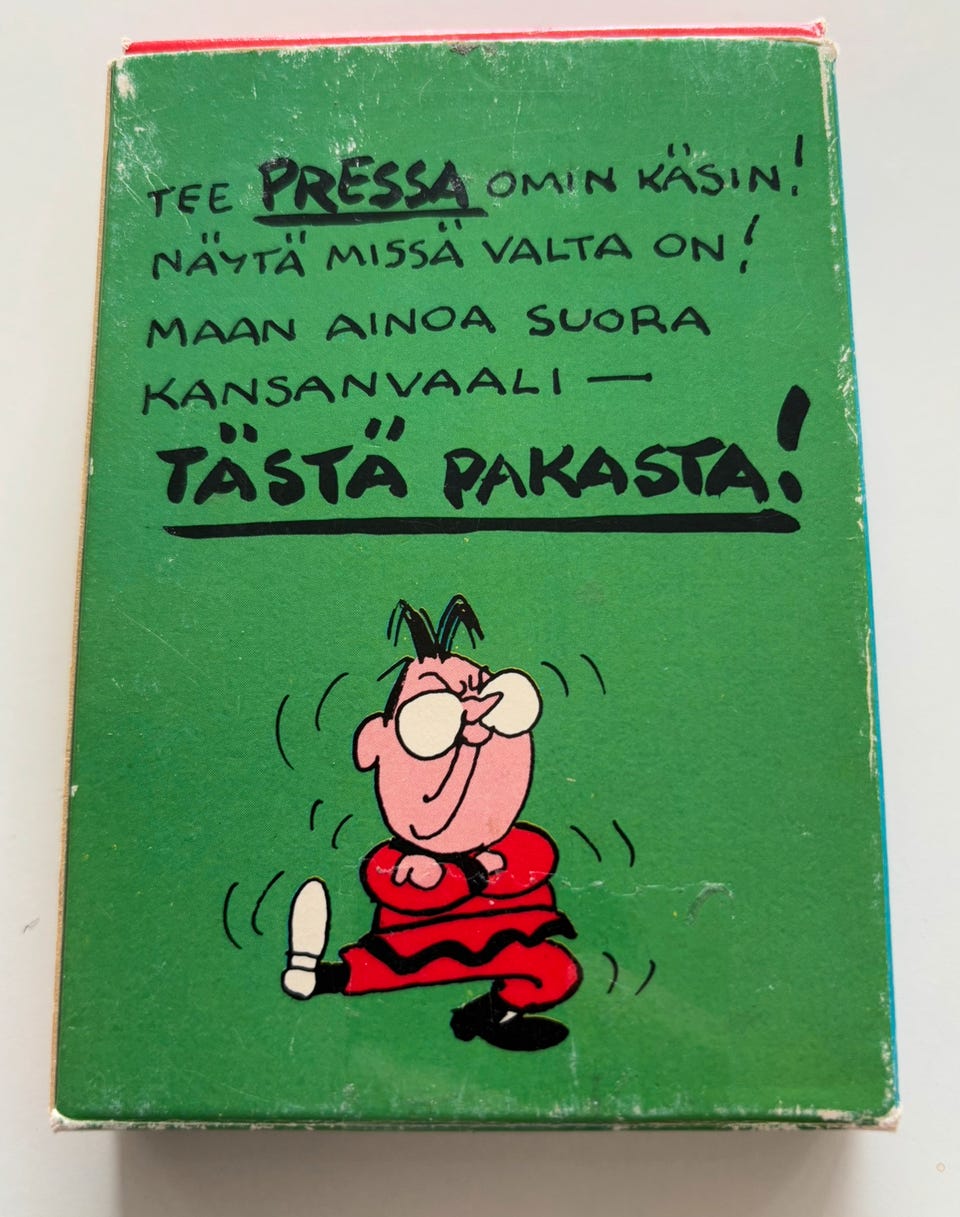 TEE PRESSA OMIN KÄSIN!
NÄYTÄ MISSÄ VALTA ON!
MAAN AINOA SUORA
KANSANVAALI —
TÄSTÄ PAKASTA!